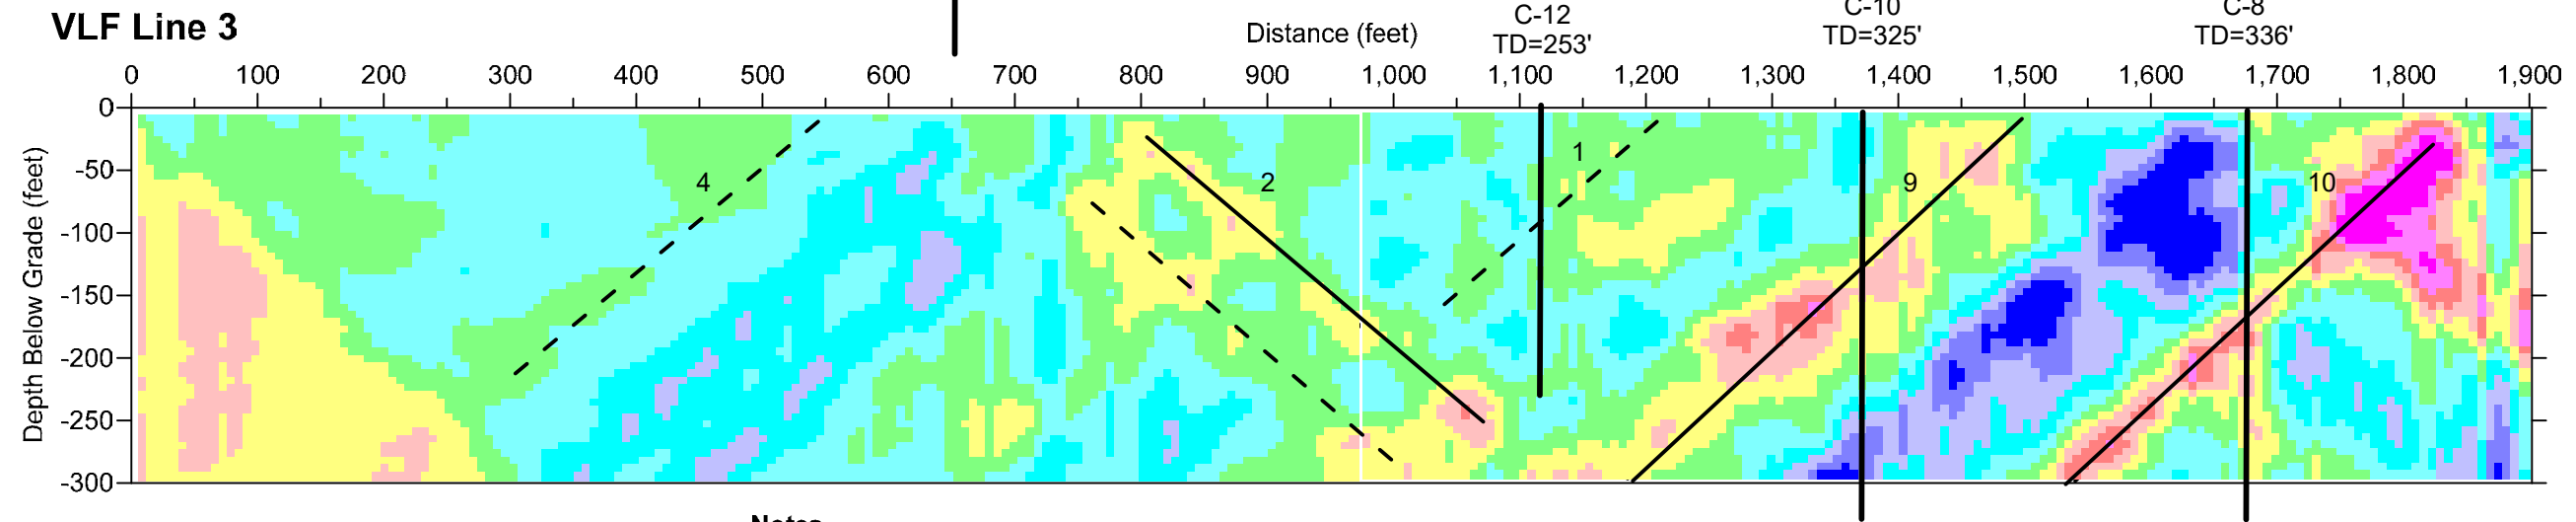 VLF Line 3
Distance (feet)
C-12
TD=253'
C-10
TD=325'
C-8
TD=336'
0 100 200 300 400 500 600 700 800 900 1,000 1,100 1,200 1,300 1,400 1,500 1,600 1,700 1,800 1,900
Depth Below Grade (feet)
0
-50
-100
-150
-200
-250
-300
4
2
1
9
10
Notes